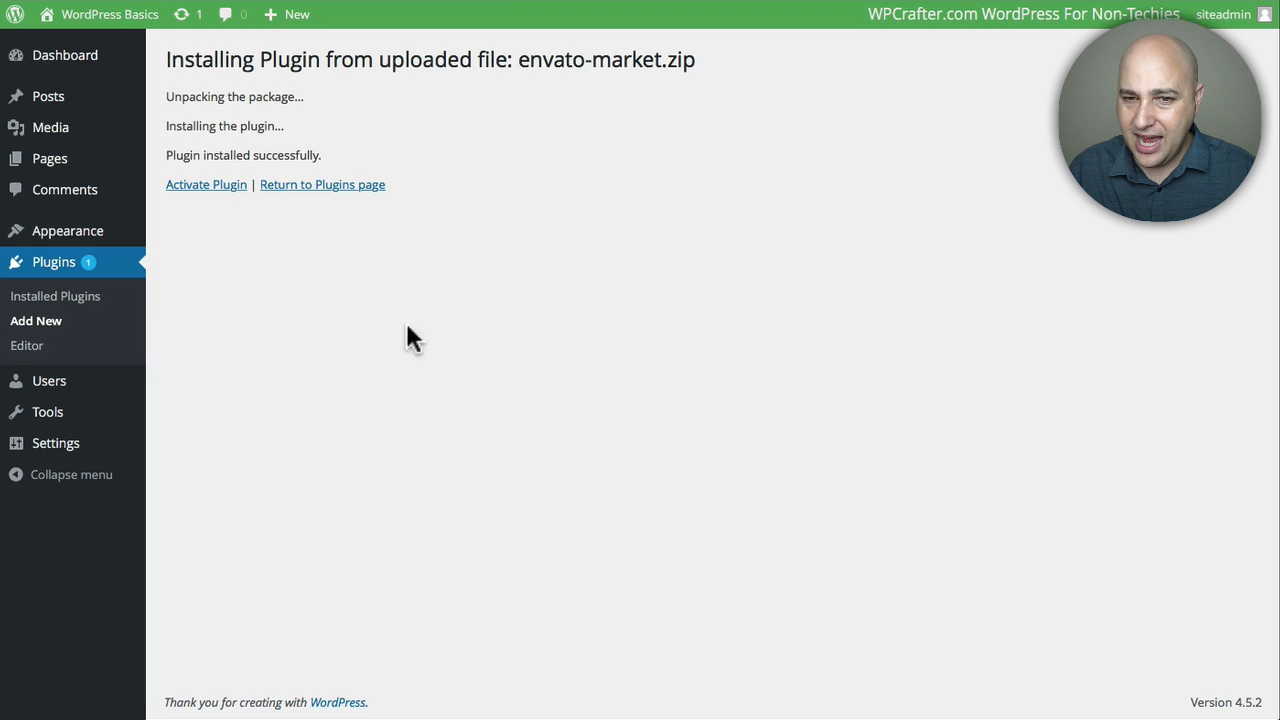 WordPress Basics 1 0 New WPCrafter.com WordPress For Non-Techies siteadmin
Dashboard
Posts
Media
Pages
Comments
Appearance
Plugins 1
Installed Plugins
Add New
Editor
Users
Tools
Settings
Collapse menu
Installing Plugin from uploaded file: envato-market.zip
Unpacking the package…
Installing the plugin…
Plugin installed successfully.
Activate Plugin | Return to Plugins page
Thank you for creating with WordPress. Version 4.5.2